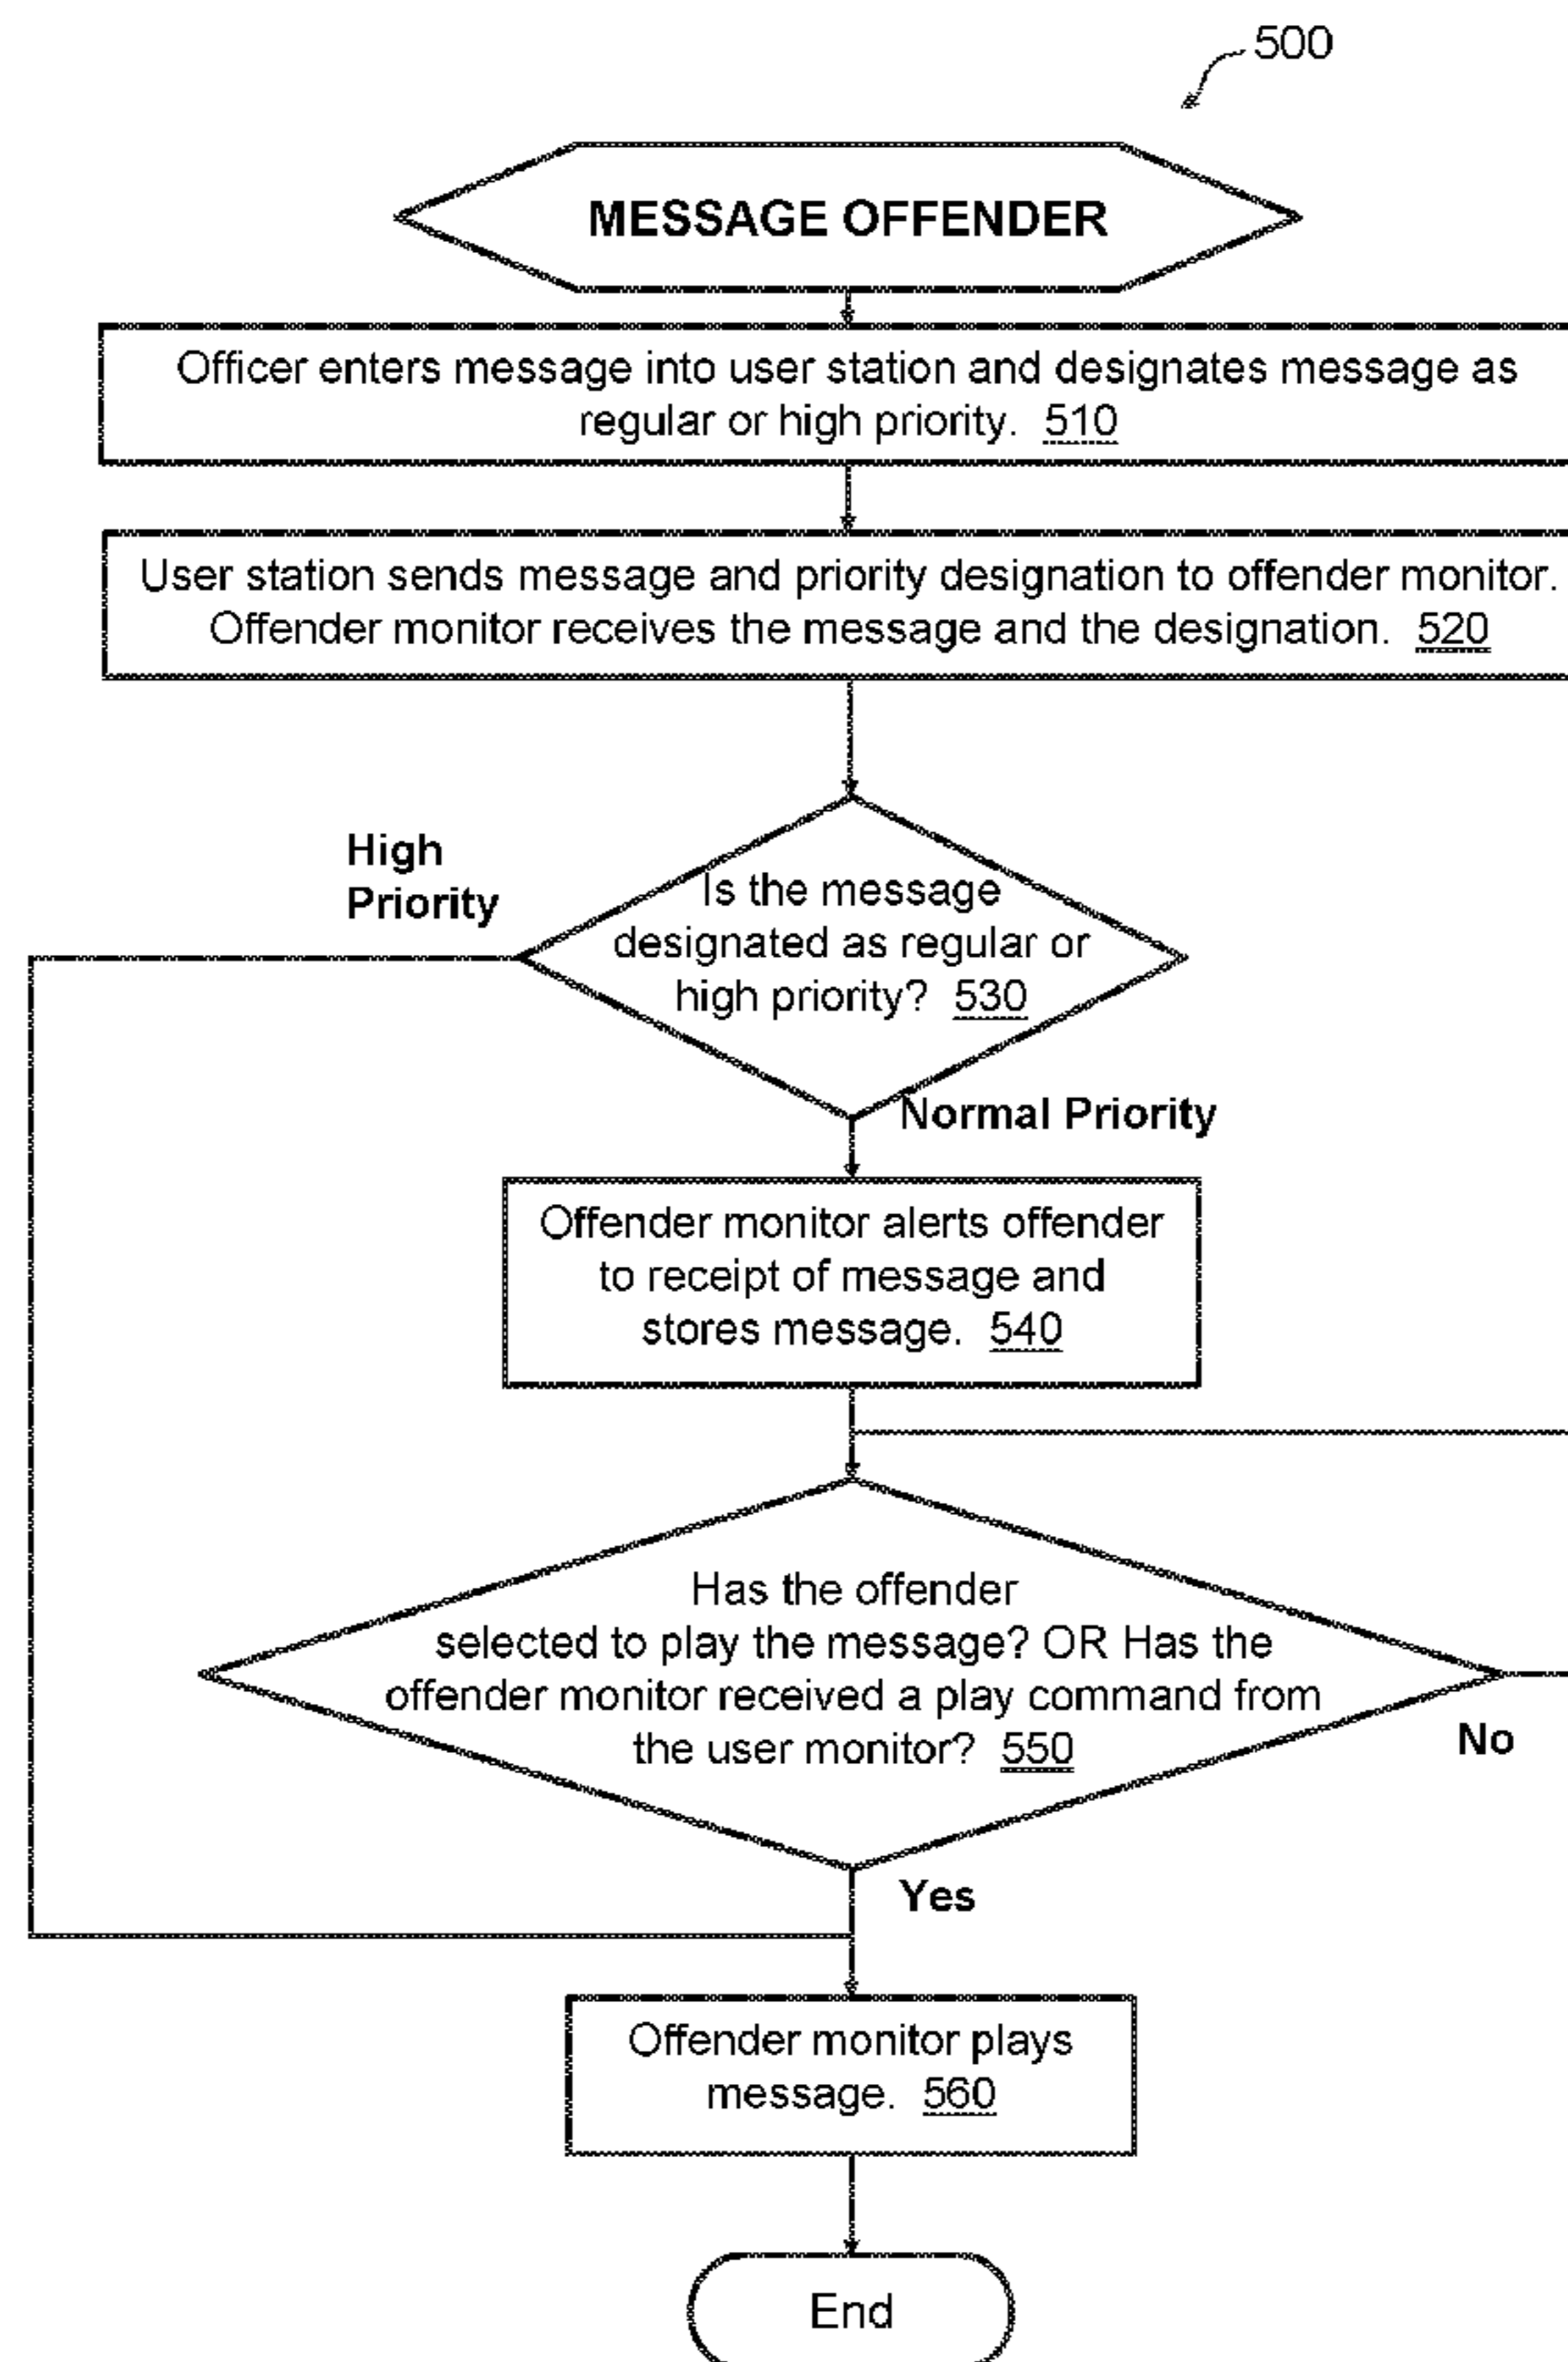 500
MESSAGE OFFENDER
Officer enters message into user station and designates message as
regular or high priority. 510
User station sends message and priority designation to offender monitor.
Offender monitor receives the message and the designation. 520
High
Priority
Is the message
designated as regular or
high priority? 530
Normal Priority
Offender monitor alerts offender
to receipt of message and
stores message. 540
Has the offender
selected to play the message? OR Has the
offender monitor received a play command from
the user monitor? 550
No
Yes
Offender monitor plays
message. 560
End